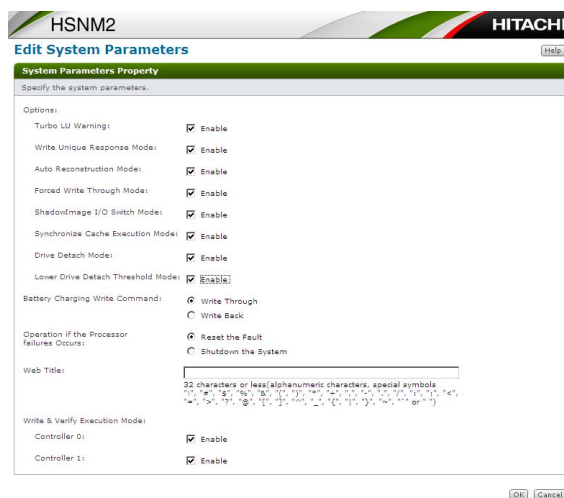 HSNM2
HITACHI
Edit System Parameters
Help
System Parameters Property
Specify the system parameters.
Options:
Turbo LU Warning:
Enable
Write Unique Response Mode:
Enable
Auto Reconstruction Mode:
Enable
Forced Write Through Mode:
Enable
ShadowImage I/O Switch Mode:
Enable
Synchronize Cache Execution Mode:
Enable
Drive Detach Mode:
Enable
Lower Drive Detach Threshold Mode:
Enable
Battery Charging Write Command:
Write Through
Write Back
Operation if the Processor
failures Occurs:
Reset the Fault
Shutdown the System
Web Title:
32 characters or less(alphanumeric characters, special symbols
Write & Verify Execution Mode:
Controller 0:
Enable
Controller 1:
Enable
OK
Cancel